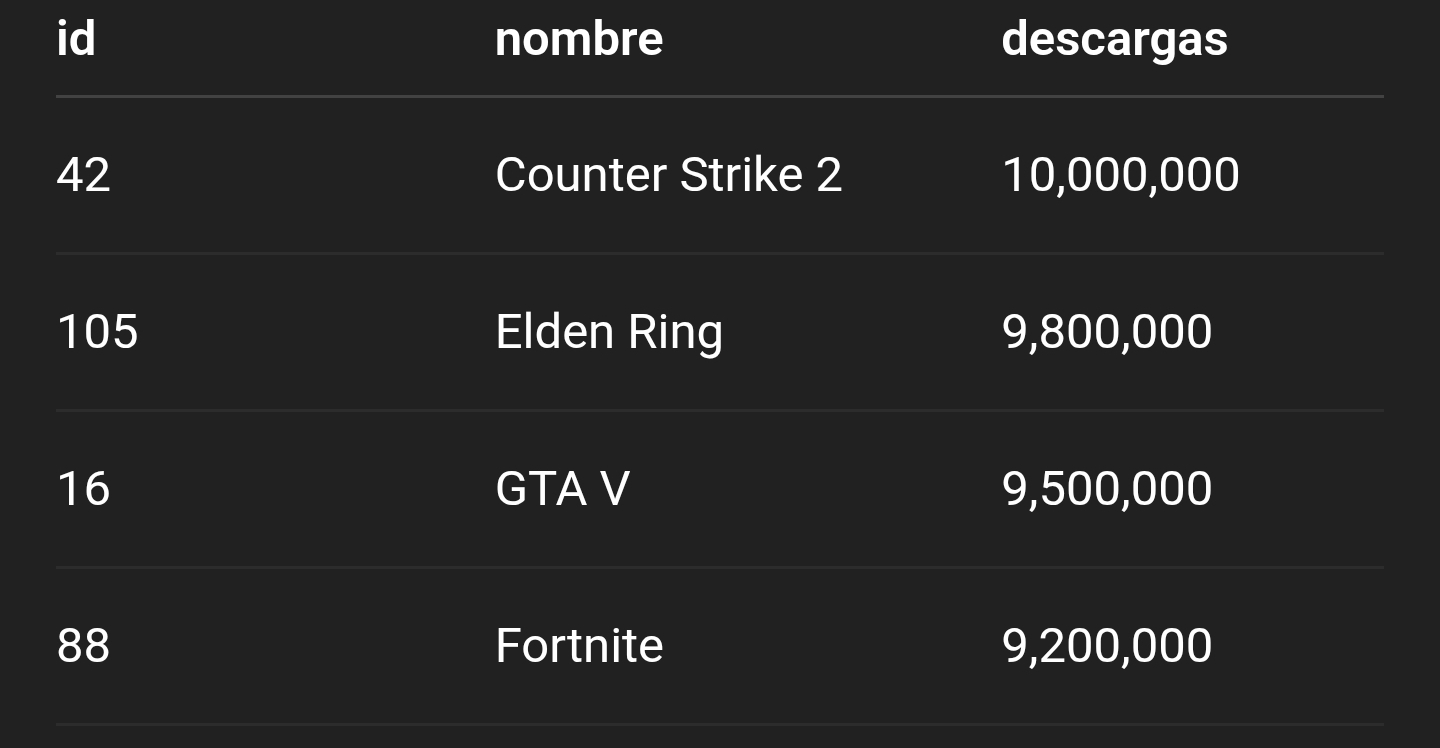 id nombre descargas
42 Counter Strike 2 10,000,000
105 Elden Ring 9,800,000
16 GTA V 9,500,000
88 Fortnite 9,200,000